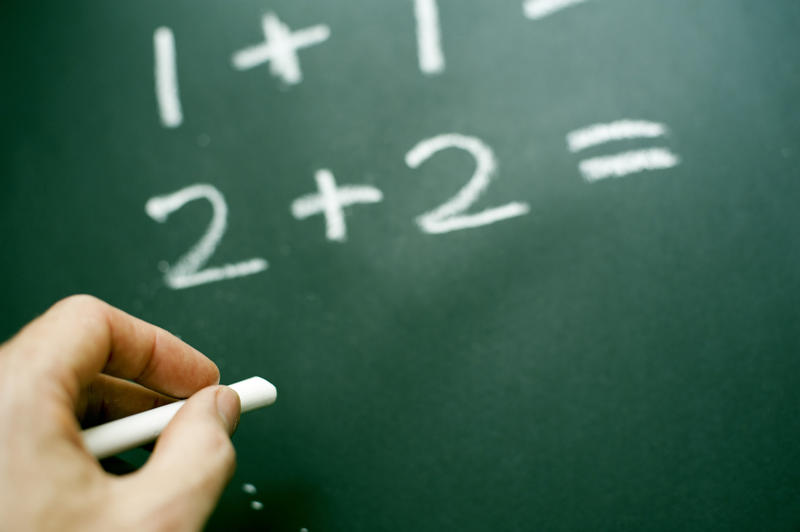 1 + 1 =
2 + 2 =